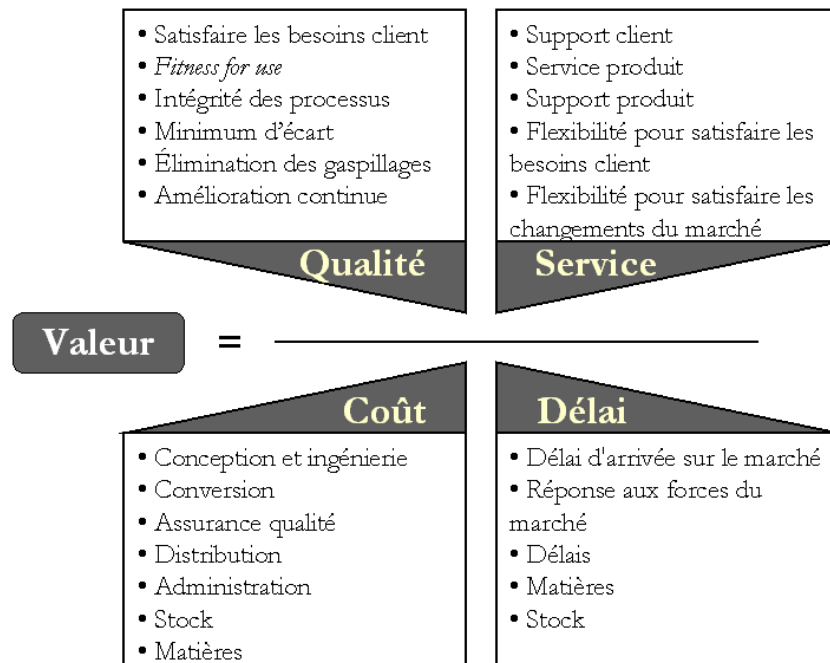 • Satisfaire les besoins client
• Fitness for use
• Intégrité des processus
• Minimum d'écart
• Élimination des gaspillages
• Amélioration continue
Qualité
• Support client
• Service produit
• Support produit
• Flexibilité pour satisfaire les
besoins client
• Flexibilité pour satisfaire les
changements du marché
Service
Valeur =
Coût
• Conception et ingénierie
• Conversion
• Assurance qualité
• Distribution
• Administration
• Stock
• Matières
Délai
• Délai d'arrivée sur le marché
• Réponse aux forces du
marché
• Délais
• Matières
• Stock